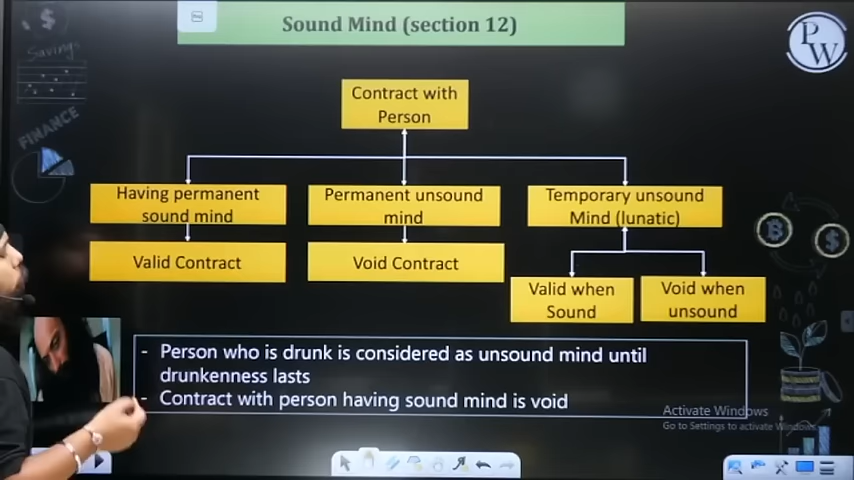 Sound Mind (section 12)
P
W
$
Savings
FINANCE
Contract with
Person
Having permanent
sound mind
Permanent unsound
mind
Temporary unsound
Mind (lunatic)
Valid Contract
Void Contract
Valid when
Sound
Void when
unsound
B
$
- Person who is drunk is considered as unsound mind until
drunkenness lasts
- Contract with person having sound mind is void
Activate Windows
Go to Settings to activate Windows.